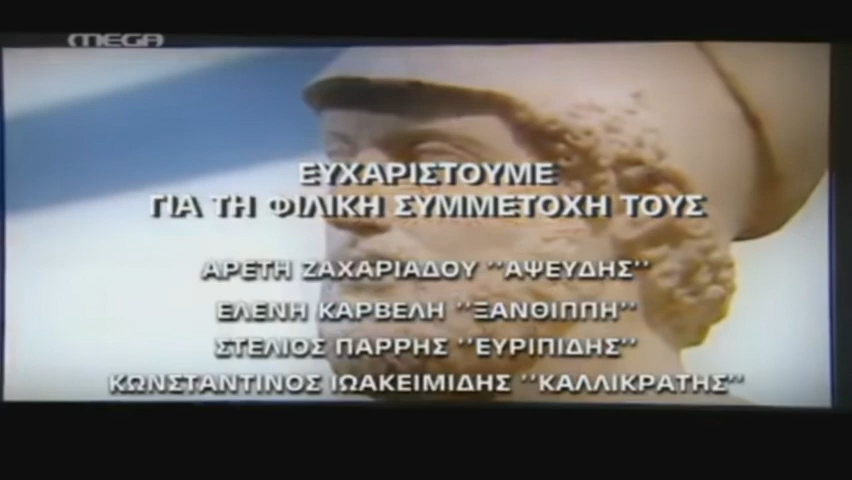 MEGA
ΕΥΧΑΡΙΣΤΟΥΜΕ
ΓΙΑ ΤΗ ΦΙΛΙΚΗ ΣΥΜΜΕΤΟΧΗ ΤΟΥΣ
ΑΡΕΤΗ ΖΑΧΑΡΙΑΔΟΥ "ΑΨΕΥΔΗΣ"
ΕΛΕΝΗ ΚΑΡΒΕΛΗ "ΞΑΝΘΙΠΠΗ"
ΣΤΕΛΙΟΣ ΠΑΡΡΗΣ "ΕΥΡΙΠΙΔΗΣ"
ΚΩΝΣΤΑΝΤΙΝΟΣ ΙΩΑΚΕΙΜΙΔΗΣ "ΚΑΛΛΙΚΡΑΤΗΣ"